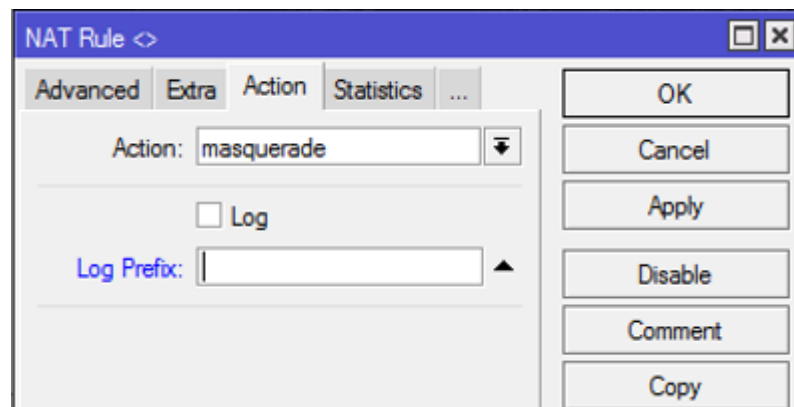 NAT Rule <>
Advanced Extra Action Statistics ...
Action: masquerade
Log
Log Prefix:
OK
Cancel
Apply
Disable
Comment
Copy